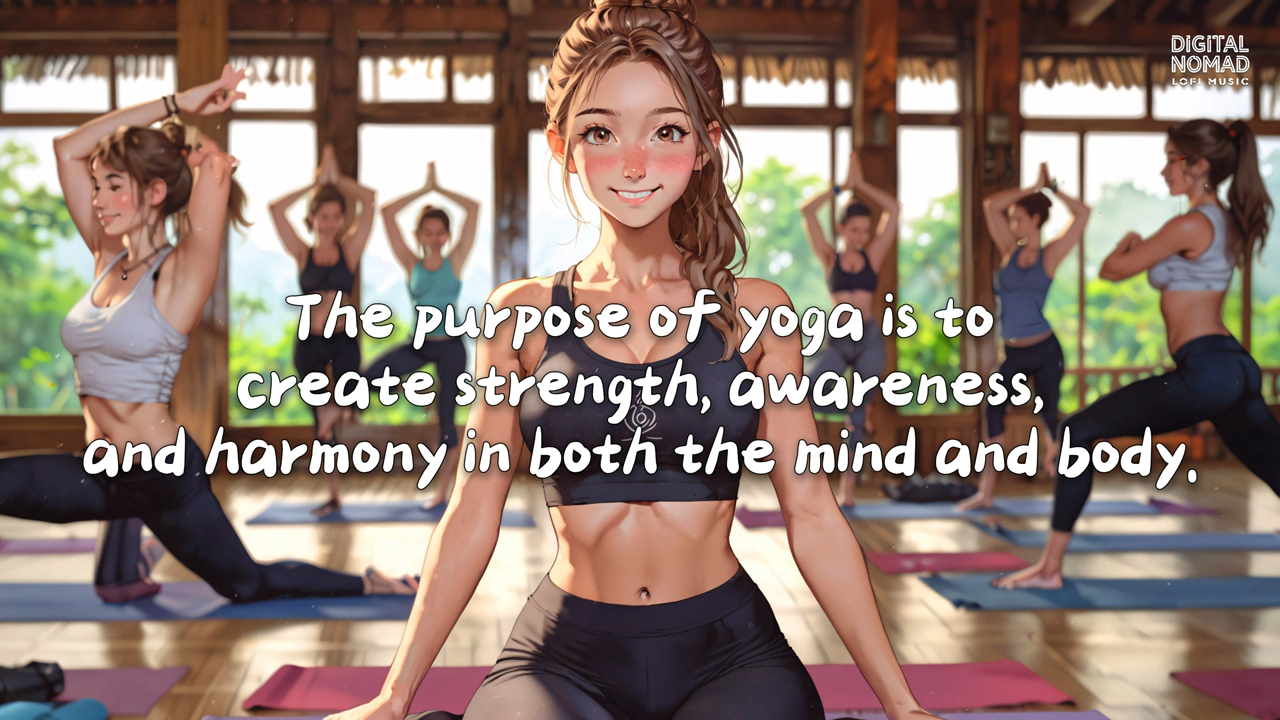 DIGITAL
NOMAD
LOFI MUSIC
The purpose of yoga is to
create strength, awareness,
and harmony in both the mind and body.